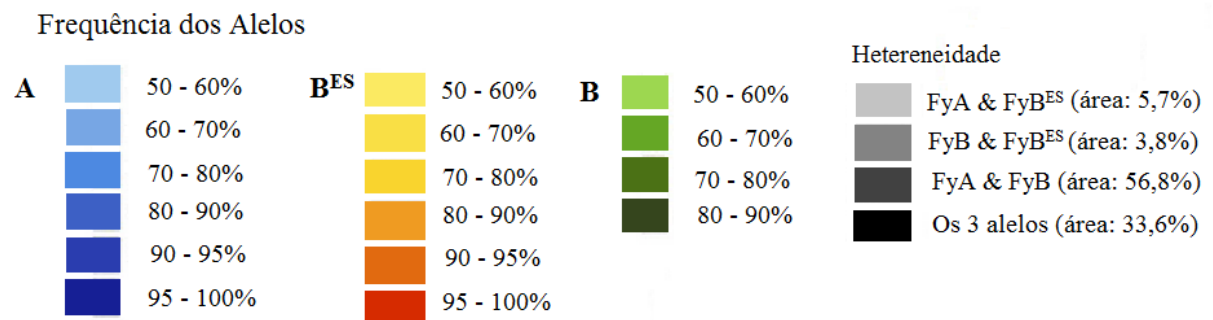 Frequência dos Alelos
A
50 - 60%
60 - 70%
70 - 80%
80 - 90%
90 - 95%
95 - 100%
B^ES
50 - 60%
60 - 70%
70 - 80%
80 - 90%
90 - 95%
95 - 100%
B
50 - 60%
60 - 70%
70 - 80%
80 - 90%
Hetereneidade
FyA & FyB^ES (área: 5,7%)
FyB & FyB^ES (área: 3,8%)
FyA & FyB (área: 56,8%)
Os 3 alelos (área: 33,6%)